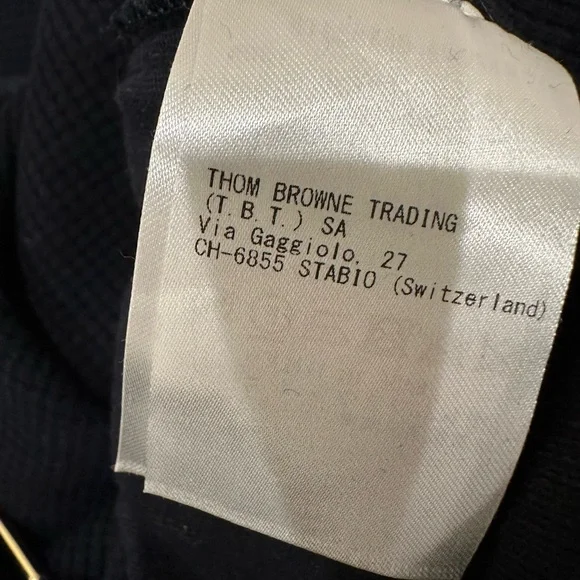 THOM BROWNE TRADING
(T.B.T.) SA
Via Gaggiolo, 27
CH-6855 STABIO (Switzerland)